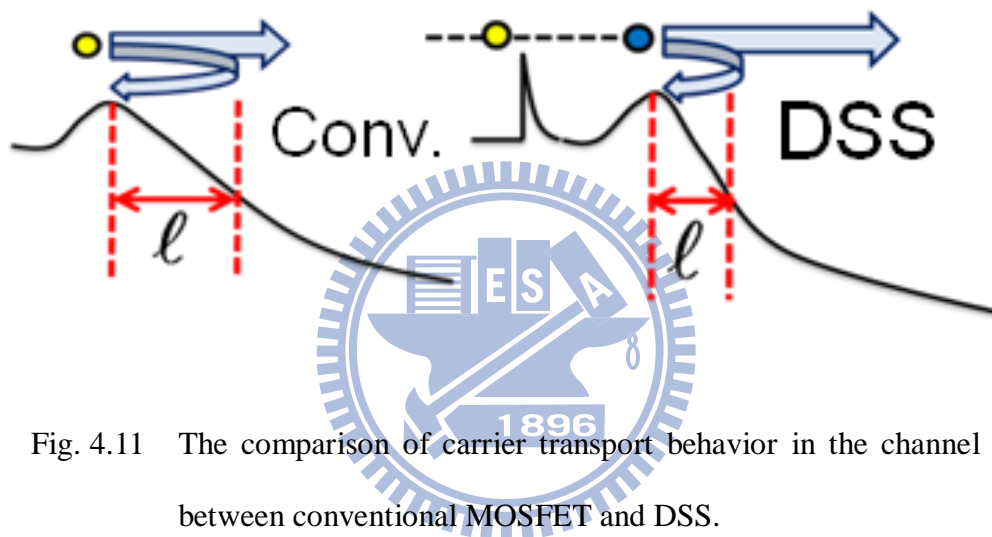 Conv.
DSS
ℓ
ℓ
E S A
8
1896
Fig. 4.11 The comparison of carrier transport behavior in the channel
between conventional MOSFET and DSS.